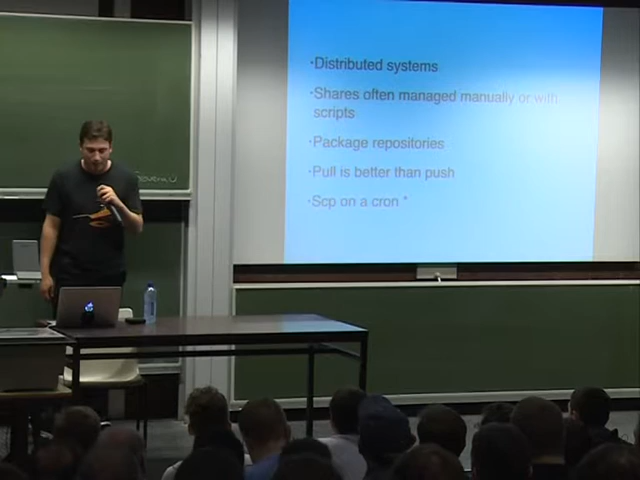 ·Distributed systems
·Shares often managed manually or with
scripts
·Package repositories
·Pull is better than push
·Scp on a cron *